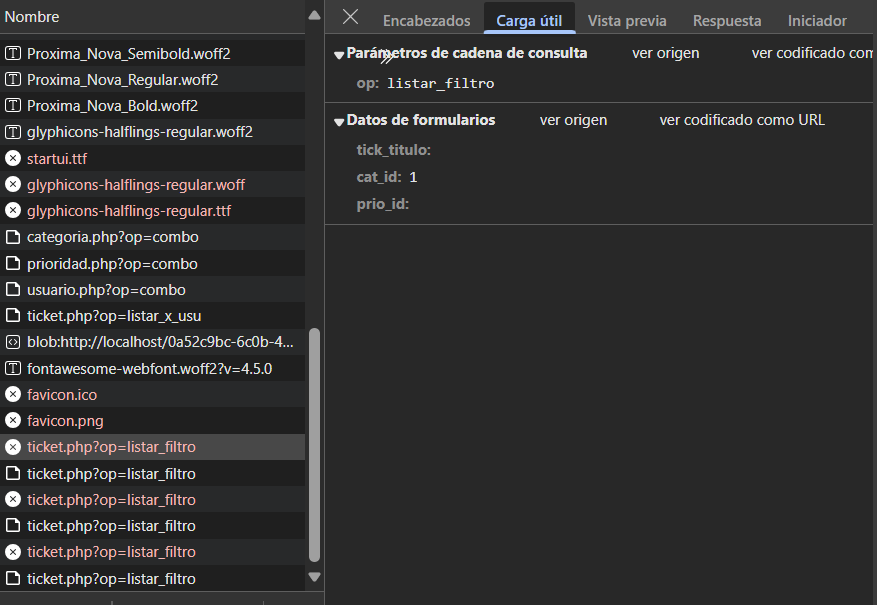 Nombre
Proxima_Nova_Semibold.woff2
Proxima_Nova_Regular.woff2
Proxima_Nova_Bold.woff2
glyphicons-halflings-regular.woff2
startui.ttf
glyphicons-halflings-regular.woff
glyphicons-halflings-regular.ttf
categoria.php?op=combo
prioridad.php?op=combo
usuario.php?op=combo
ticket.php?op=listar_x_usu
blob:http://localhost/0a52c9bc-6c0b-4...
fontawesome-webfont.woff2?v=4.5.0
favicon.ico
favicon.png
ticket.php?op=listar_filtro
ticket.php?op=listar_filtro
ticket.php?op=listar_filtro
ticket.php?op=listar_filtro
ticket.php?op=listar_filtro
ticket.php?op=listar_filtro
Encabezados Carga útil Vista previa Respuesta Iniciador
Parámetros de cadena de consulta ver origen ver codificado com
op: listar_filtro
Datos de formularios ver origen ver codificado como URL
tick_titulo:
cat_id: 1
prio_id: